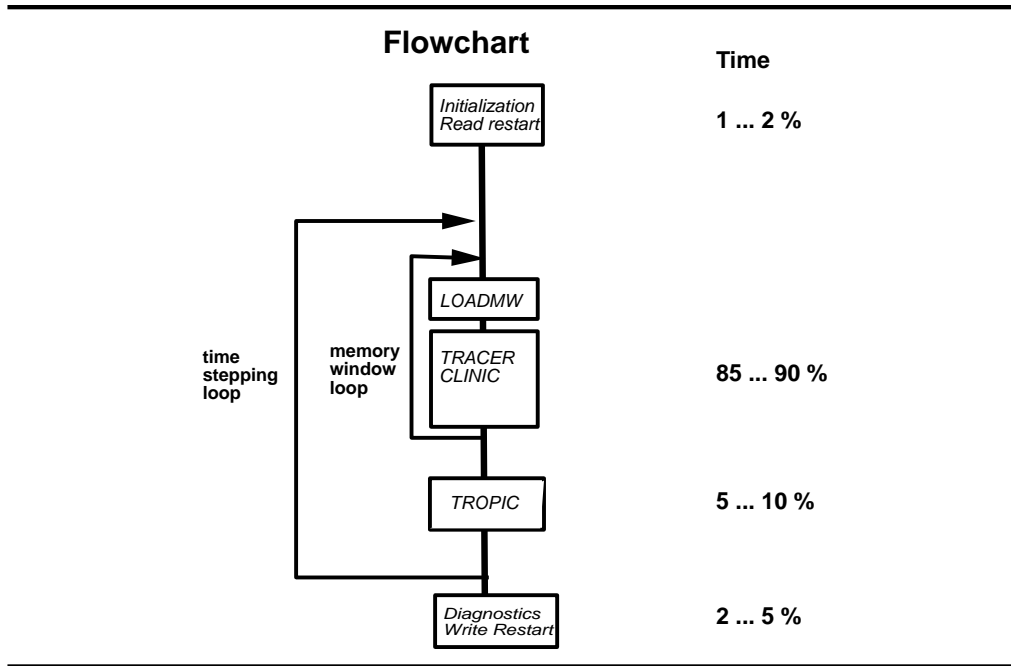 Flowchart
Time
Initialization
Read restart
1 ... 2 %
LOADMW
time
stepping
loop
memory
window
loop
TRACER
CLINIC
85 ... 90 %
TROPIC
5 ... 10 %
Diagnostics
Write Restart
2 ... 5 %